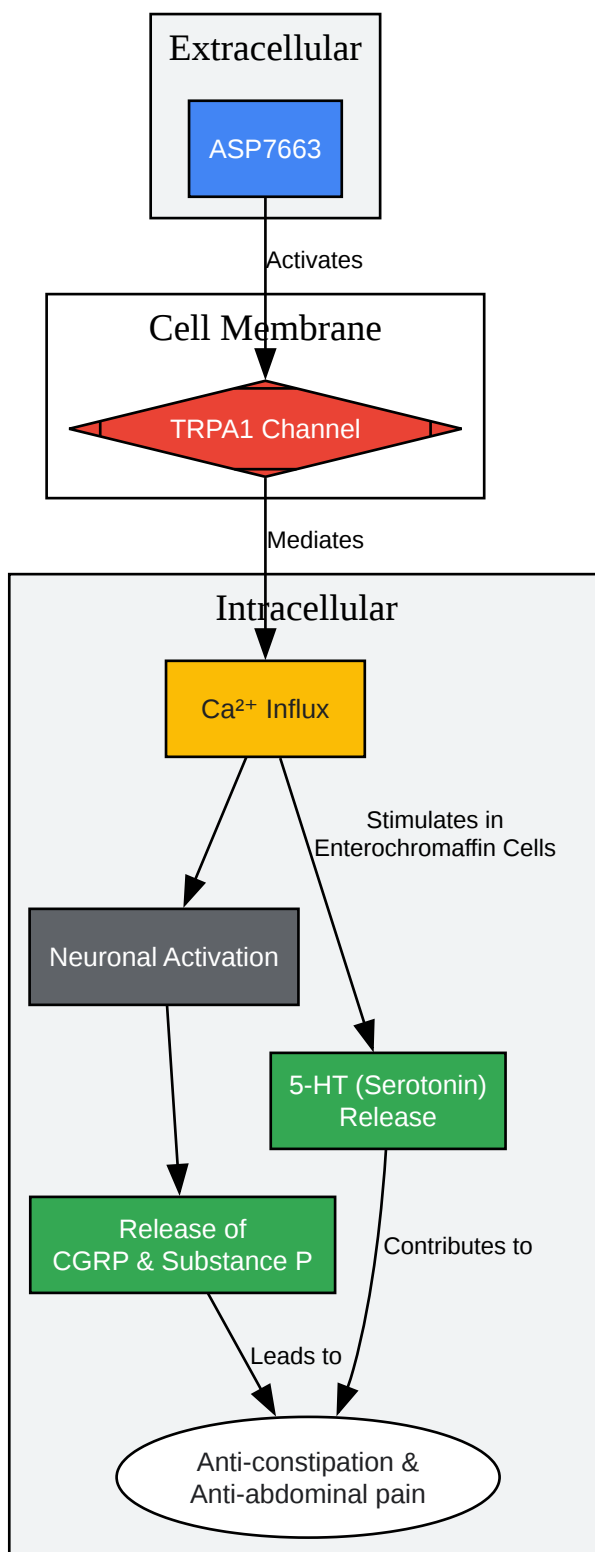 Extracellular
ASP7663
Activates
Cell Membrane
TRPA1 Channel
Mediates
Intracellular
Ca²⁺ Influx
Stimulates in
Enterochromaffin Cells
Neuronal Activation
5-HT (Serotonin)
Release
Release of
CGRP & Substance P
Contributes to
Leads to
Anti-constipation &
Anti-abdominal pain